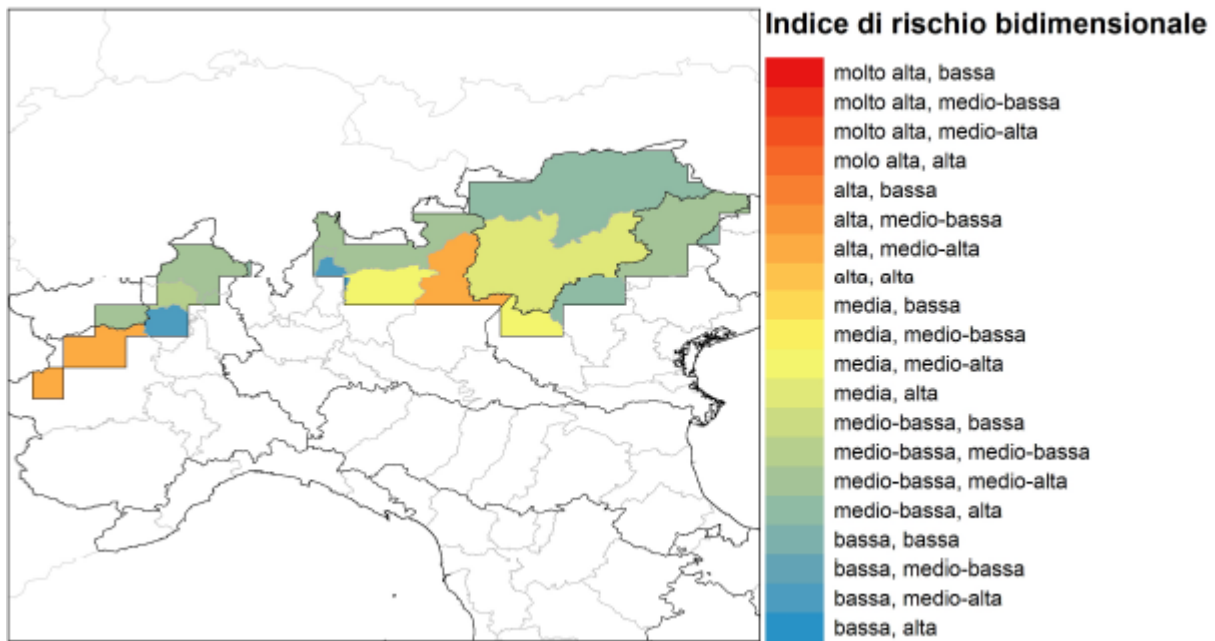 Indice di rischio bidimensionale
molto alta, bassa
molto alta, medio-bassa
molto alta, medio-alta
molo alta, alta
alta, bassa
alta, medio-bassa
alta, medio-alta
alta, alta
media, bassa
media, medio-bassa
media, medio-alta
media, alta
medio-bassa, bassa
medio-bassa, medio-bassa
medio-bassa, medio-alta
medio-bassa, alta
bassa, bassa
bassa, medio-bassa
bassa, medio-alta
bassa, alta